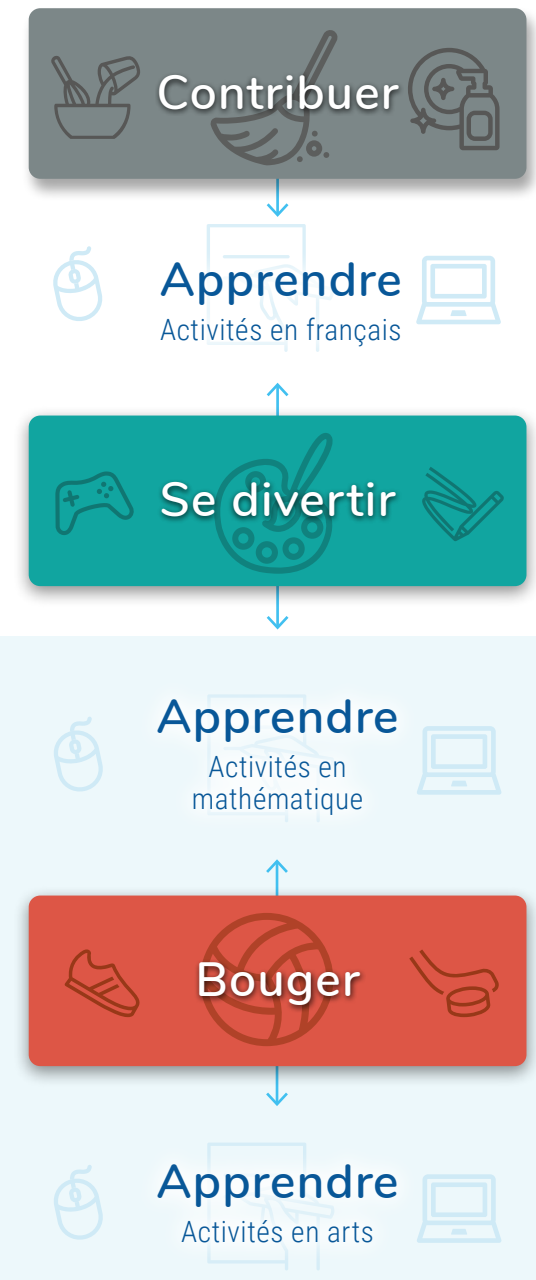 Contribuer
Apprendre
Activités en français
Se divertir
Apprendre
Activités en
mathématique
Bouger
Apprendre
Activités en arts